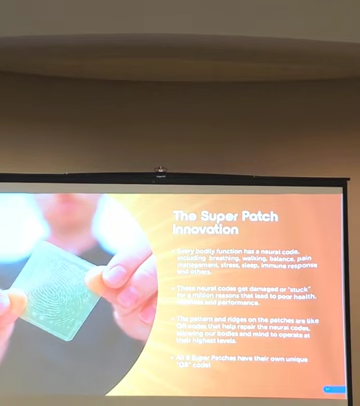 The Super Patch
Innovation
Every bodily function has a neural code,
including breathing, walking, balance, pain
management, stress, sleep, immune response
and others.
These neural codes get damaged or "stuck"
for a million reasons that lead to poor health,
and performance.
The pattern and ridges on the patches are like
QR codes that help repair the neural codes,
allowing our bodies and mind to operate at
their highest levels.
All Super Patches have their own unique
"QR" code!